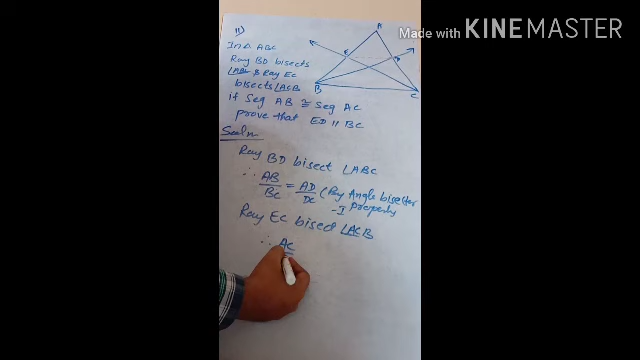 Made with KINEMASTER
11)
In Δ ABC
Ray BD bisects
∠ABC & Ray EC
bisects ∠ACB
if Seg AB ≅ Seg AC
prove that ED || BC
A
E
D
B
C
Soln
Ray BD bisect ∠ABC
∴ AB/BC = AD/DC (By Angle bisector
-I Property
Ray EC bised ∠ACB
∴ AC